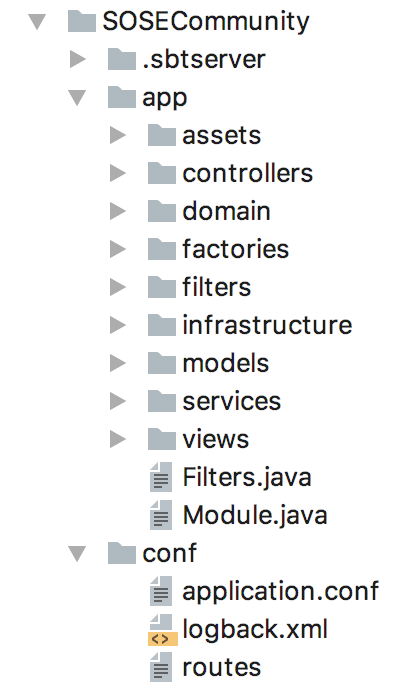 SOSECommunity
.sbtserver
app
assets
controllers
domain
factories
filters
infrastructure
models
services
views
Filters.java
Module.java
conf
application.conf
logback.xml
routes